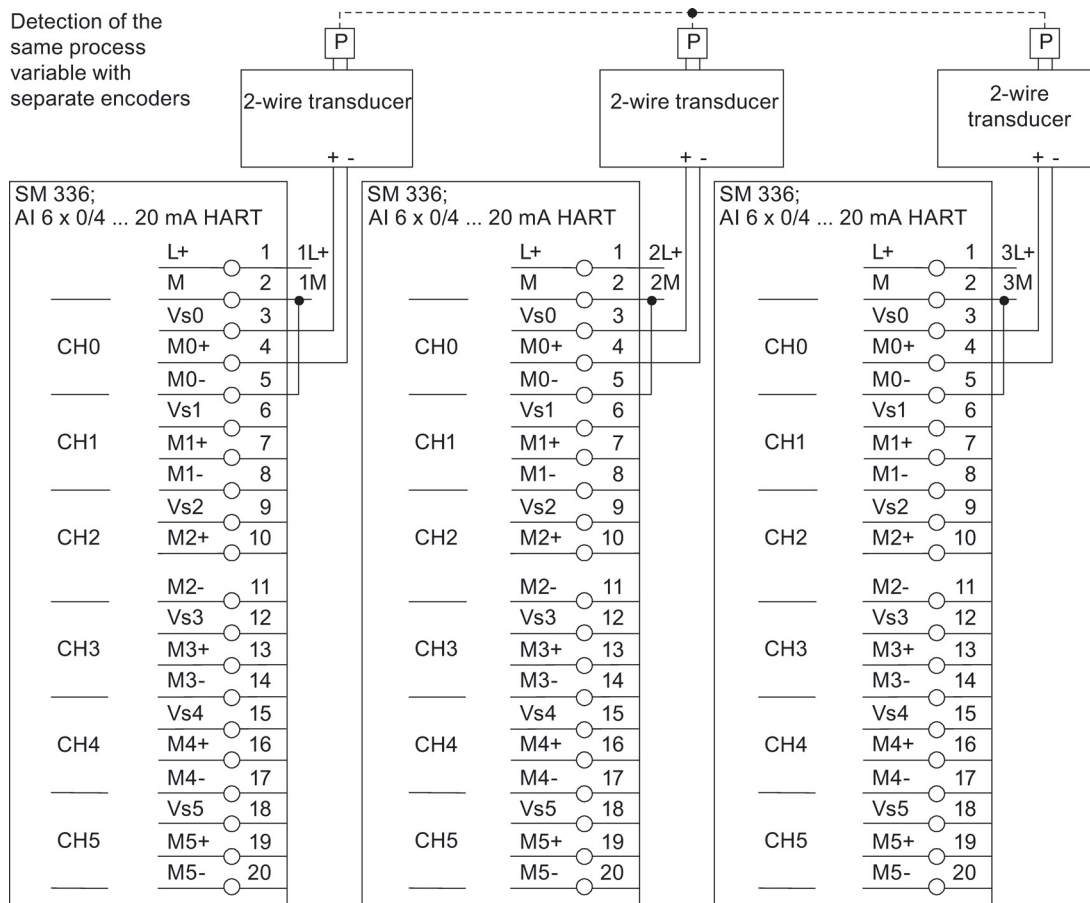 Detection of the
same process
variable with
separate encoders
P
P
P
2-wire transducer
2-wire transducer
2-wire
transducer
+ -
+ -
+ -
SM 336;
AI 6 x 0/4 ... 20 mA HART
L+ 1 1L+
M 2 1M
Vs0 3
CH0
M0+ 4
M0- 5
Vs1 6
CH1
M1+ 7
M1- 8
Vs2 9
CH2
M2+ 10
M2- 11
Vs3 12
CH3
M3+ 13
M3- 14
Vs4 15
CH4
M4+ 16
M4- 17
Vs5 18
CH5
M5+ 19
M5- 20
SM 336;
AI 6 x 0/4 ... 20 mA HART
L+ 1 2L+
M 2 2M
Vs0 3
CH0
M0+ 4
M0- 5
Vs1 6
CH1
M1+ 7
M1- 8
Vs2 9
CH2
M2+ 10
M2- 11
Vs3 12
CH3
M3+ 13
M3- 14
Vs4 15
CH4
M4+ 16
M4- 17
Vs5 18
CH5
M5+ 19
M5- 20
SM 336;
AI 6 x 0/4 ... 20 mA HART
L+ 1 3L+
M 2 3M
Vs0 3
CH0
M0+ 4
M0- 5
Vs1 6
CH1
M1+ 7
M1- 8
Vs2 9
CH2
M2+ 10
M2- 11
Vs3 12
CH3
M3+ 13
M3- 14
Vs4 15
CH4
M4+ 16
M4- 17
Vs5 18
CH5
M5+ 19
M5- 20